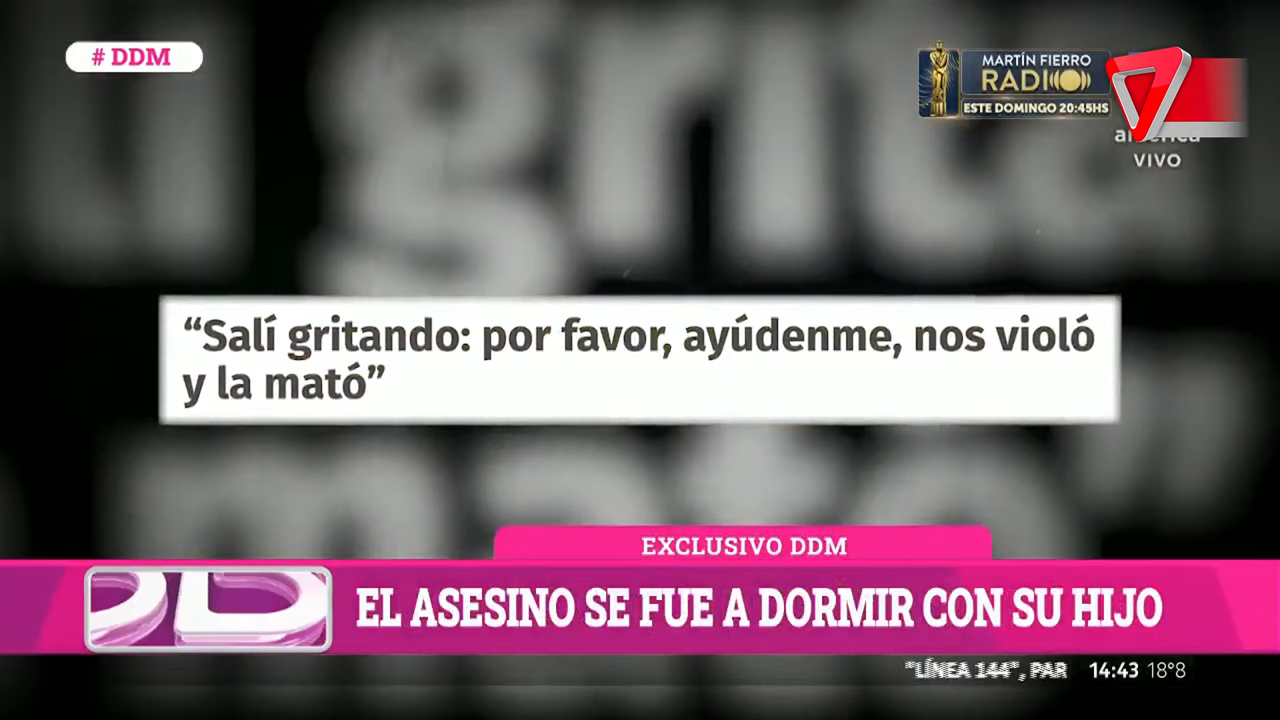 # DDM
MARTÍN FIERRO
RADIO
ESTE DOMINGO 20:45HS
VIVO
“Salí gritando: por favor, ayúdenme, nos violó
y la mató”
EXCLUSIVO DDM
EL ASESINO SE FUE A DORMIR CON SU HIJO
"LÍNEA 144", PAR 14:43 18°8